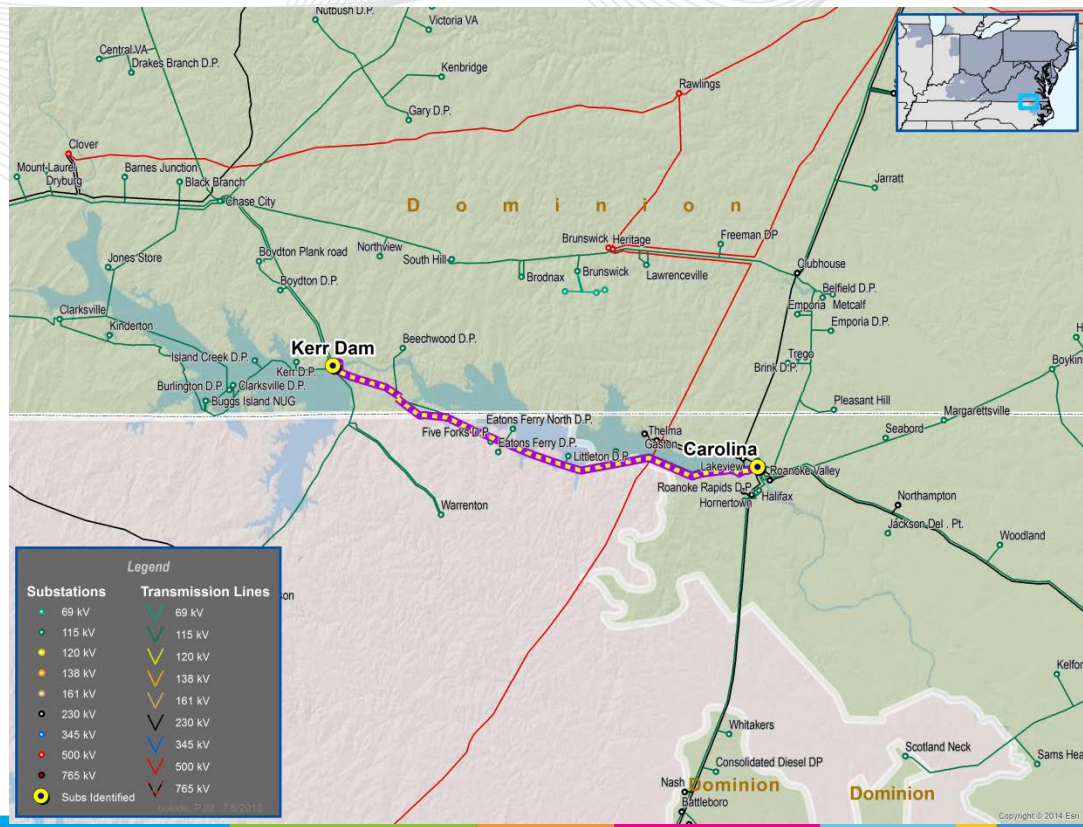 Nutbush D.P.
Victoria VA
Central VA
Drakes Branch D.P.
Kenbridge
Rawlings
Gary D.P.
Clover
Mount Laurel
Dryburg
Barnes Junction
Black Branch
Jarratt
Chase City
Dominion
Brunswick
Heritage
Freeman DP
Northview
Boydton Plank road
South Hill
Jones Store
Brodnax
Brunswick
Lawrenceville
Clubhouse
Boydton D.P.
Belfield D.P.
Emporia
Metcalf
Clarksville
Kinderton
Emporia D.P.
Beechwood D.P.
Kerr Dam
Island Creek D.P.
Kerr D.P.
Trego
Brink D.P.
Burlington D.P.
Clarksville D.P.
Buggs Island NUG
Pleasant Hill
Margarettsville
Eatons Ferry North D.P.
Five Forks D.P.
Thelma
Seabord
Eatons Ferry D.P.
Gaston
Carolina
Littleton D.P.
Lakeview
Roanoke Valley
Roanoke Rapids D.P.
Halifax
Hornertown
Northampton
Warrenton
Jackson Del . Pt.
Woodland
Legend
Substations
Transmission Lines
69 kV
69 kV
115 kV
115 kV
120 kV
120 kV
138 kV
138 kV
161 kV
161 kV
230 kV
230 kV
345 kV
345 kV
500 kV
500 kV
765 kV
765 kV
Subs Identified
Whitakers
Scotland Neck
Consolidated Diesel DP
Nash
Dominion
Dominion
Battleboro
Copyright © 2014 Esri